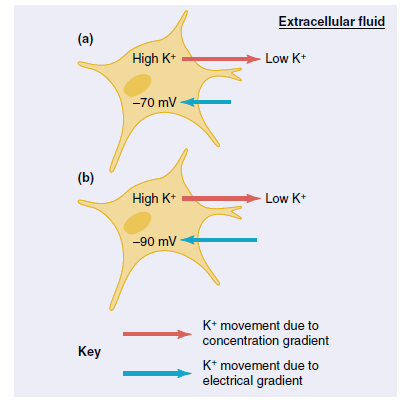 Extracellular fluid
(a)
High K+
Low K+
–70 mV
(b)
High K+
Low K+
–90 mV
Key
K+ movement due to
concentration gradient
K+ movement due to
electrical gradient